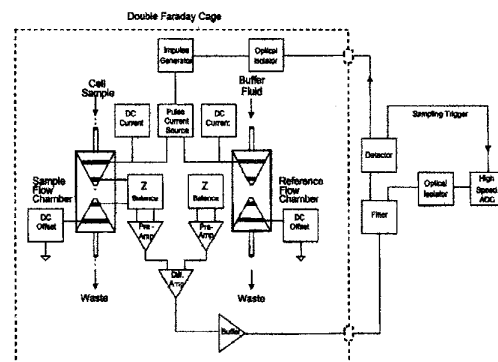 Double Faraday Cage
Impulse
Generator
Optical
Isolator
Cell
Sample
Buffer
Fluid
DC
Current
Pulse
Current
Source
DC
Current
Detector
Sampling Trigger
Sample
Flow
Chamber
Z
Balance
Z
Balance
Reference
Flow
Chamber
Optical
Isolator
High
Speed
ADC
DC
Offset
Pre-
Amp
Pre-
Amp
DC
Offset
Filter
Waste
Diff.
Amp
Waste
Buffer